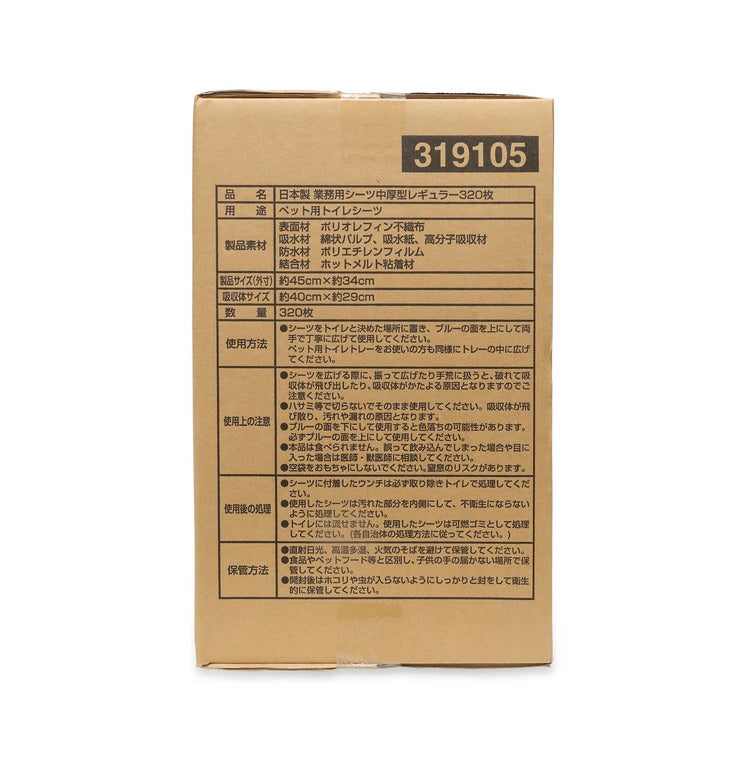 319105
品 名 日本製 業務用シーツ中厚型レギュラー320枚
用 途 ペット用トイレシーツ
製品素材
表面材 ポリオレフィン不織布
吸水材 綿状パルプ、吸水紙、高分子吸収材
防水材 ポリエチレンフィルム
結合材 ホットメルト粘着材
製品サイズ(外寸) 約45cm×約34cm
吸収体サイズ 約40cm×約29cm
数 量 320枚
使用方法
●シーツをトイレと決めた場所に置き、ブルーの面を上にして両
手で丁寧に広げて使用してください。
ペット用トイレトレーをお使いの方も同様にトレーの中に広げ
てください。
使用上の注意
●シーツを広げる際に、振って広げたり手荒に扱うと、破れて吸
収体が飛び出したり、吸収体がかたよる原因となりますのでご
注意ください。
●ハサミ等で切らないでそのまま使用してください。吸収体が飛
び散り、汚れや漏れの原因となります。
●ブルーの面を下にして使用すると色落ちの可能性があります。
必ずブルーの面を上にして使用してください。
●本品は食べられません。誤って飲み込んでしまった場合や目に
入った場合は医師・獣医師に相談してください。
●空袋をおもちゃにしないでください。窒息のリスクがあります。
使用後の処理
●シーツに付着したウンチは必ず取り除きトイレで処理してくだ
さい。
●使用したシーツは汚れた部分を内側にして、不衛生にならない
ように処理してください。
●トイレには流せません。使用したシーツは可燃ゴミとして処理
してください。(各自治体の処理方法に従ってください。)
保管方法
●直射日光、高温多湿、火気のそばを避けて保管してください。
●食品やペットフード等と区別し、子供の手の届かない場所で保
管してください。
●開封後はホコリや虫が入らないようにしっかりと封をして衛生
的に保管してください。